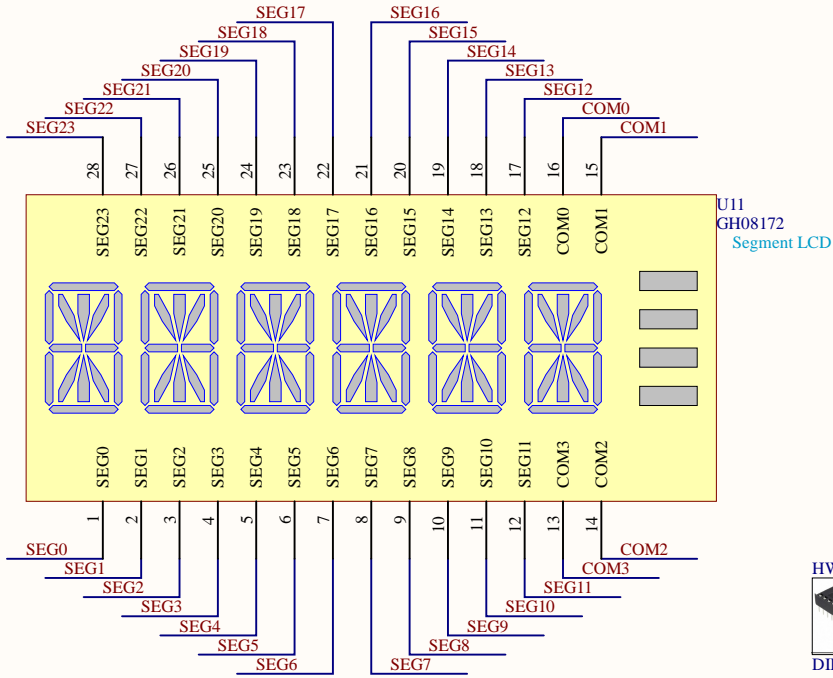 SEG17
SEG16
SEG18
SEG15
SEG19
SEG14
SEG20
SEG13
SEG21
SEG12
SEG22
COM0
SEG23
COM1
28 27 26 25 24 23 22 21 20 19 18 17 16 15
SEG23 SEG22 SEG21 SEG20 SEG19 SEG18 SEG17 SEG16 SEG15 SEG14 SEG13 SEG12 COM0 COM1
U11
GH08172
Segment LCD
SEG0 SEG1 SEG2 SEG3 SEG4 SEG5 SEG6 SEG7 SEG8 SEG9 SEG10 SEG11 COM3 COM2
1 2 3 4 5 6 7 8 9 10 11 12 13 14
SEG0
COM2
SEG1
COM3
SEG2
SEG11
SEG3
SEG10
SEG4
SEG9
SEG5
SEG8
SEG6
SEG7